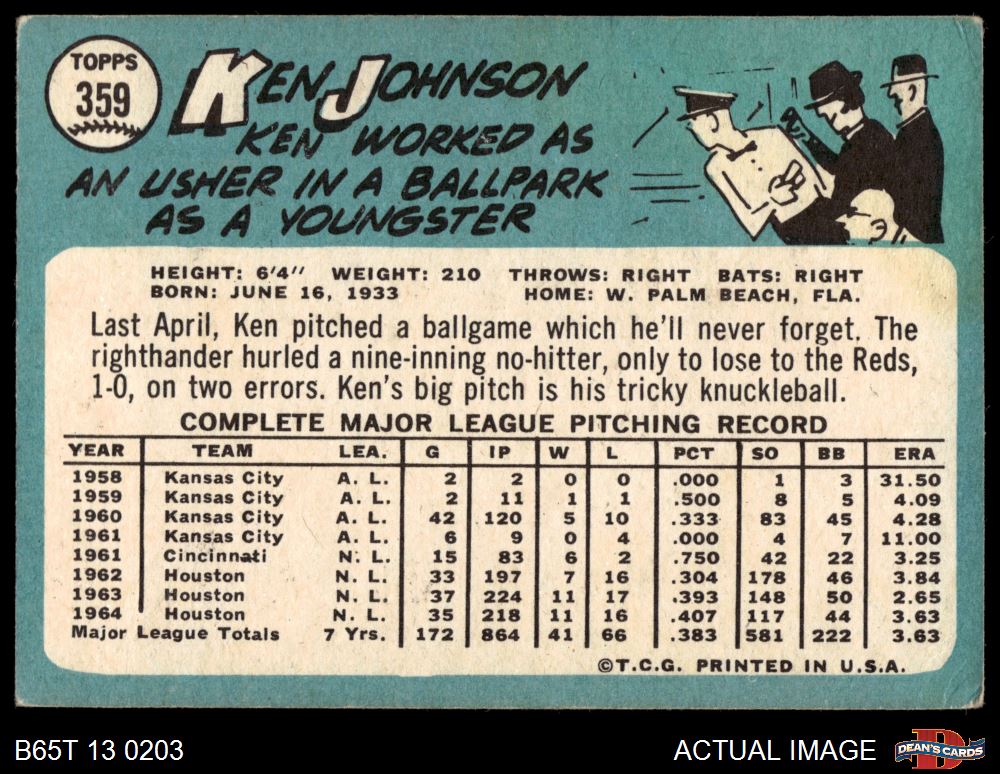 TOPPS
359
KEN JOHNSON
KEN WORKED AS
AN USHER IN A BALLPARK
AS A YOUNGSTER
HEIGHT: 6'4" WEIGHT: 210 THROWS: RIGHT BATS: RIGHT
BORN: JUNE 16, 1933 HOME: W. PALM BEACH, FLA.
Last April, Ken pitched a ballgame which he'll never forget. The
righthander hurled a nine-inning no-hitter, only to lose to the Reds,
1-0, on two errors. Ken's big pitch is his tricky knuckleball.
COMPLETE MAJOR LEAGUE PITCHING RECORD
YEAR TEAM LEA. G IP W L PCT SO BB ERA
1958 Kansas City A. L. 2 2 0 0 .000 1 3 31.50
1959 Kansas City A. L. 2 11 1 1 .500 8 5 4.09
1960 Kansas City A. L. 42 120 5 10 .333 83 45 4.28
1961 Kansas City A. L. 6 9 0 4 .000 4 7 11.00
1961 Cincinnati N. L. 15 83 6 2 .750 42 22 3.25
1962 Houston N. L. 33 197 7 16 .304 178 46 3.84
1963 Houston N. L. 37 224 11 17 .393 148 50 2.65
1964 Houston N. L. 35 218 11 16 .407 117 44 3.63
Major League Totals 7 Yrs. 172 864 41 66 .383 581 222 3.63
©T.C.G. PRINTED IN U.S.A.
B65T 13 0203 ACTUAL IMAGE DEAN'S CARDS